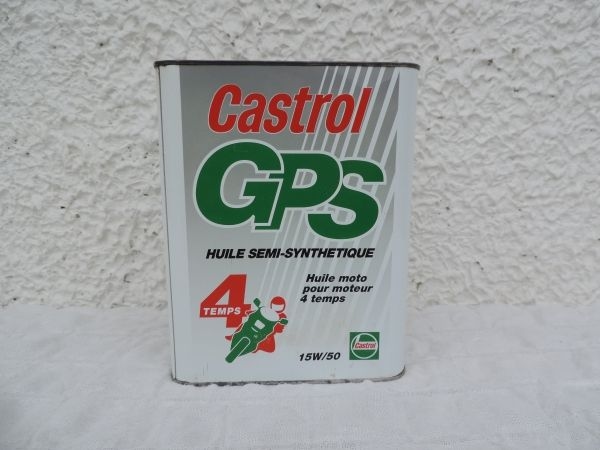 Castrol
GPS
HUILE SEMI-SYNTHETIQUE
Huile moto
pour moteur
4 temps
4
TEMPS
15W/50
Castrol